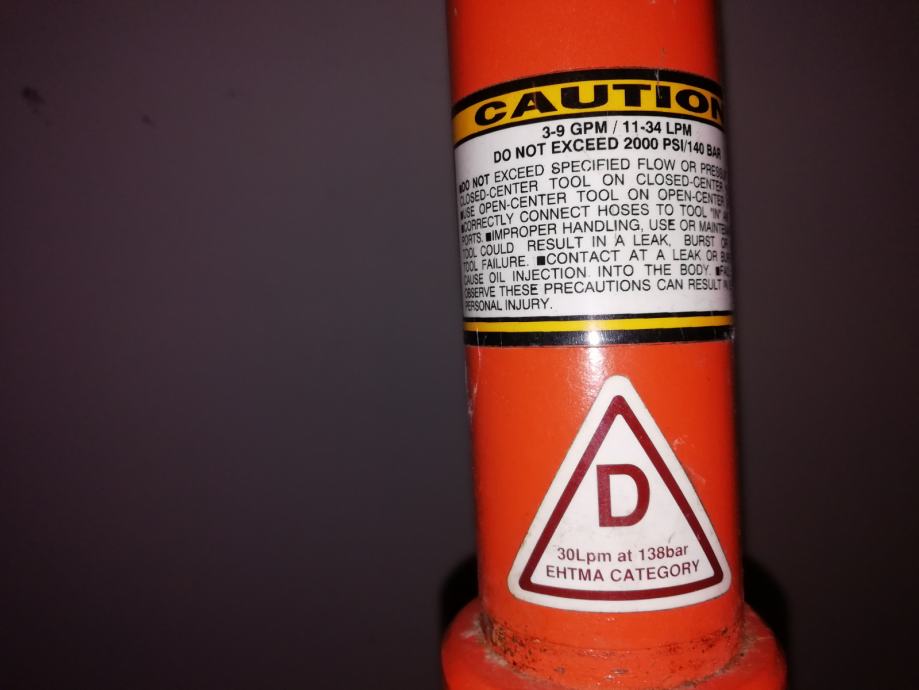 CAUTION
3-9 GPM / 11-34 LPM
DO NOT EXCEED 2000 PSI/140 BAR
■DO NOT EXCEED SPECIFIED FLOW OR
CLOSED-CENTER TOOL ON CLOSED-CENTER
■USE OPEN-CENTER TOOL ON OPEN-CENTER
■CORRECTLY CONNECT HOSES TO TOOL "IN"
PORTS. ■IMPROPER HANDLING, USE OR
TOOL COULD RESULT IN A LEAK, BURST OR
TOOL FAILURE. ■CONTACT AT A LEAK OR
CAUSE OIL INJECTION INTO THE BODY. ■
OBSERVE THESE PRECAUTIONS CAN RESULT
PERSONAL INJURY.
D
30Lpm at 138bar
EHTMA CATEGORY